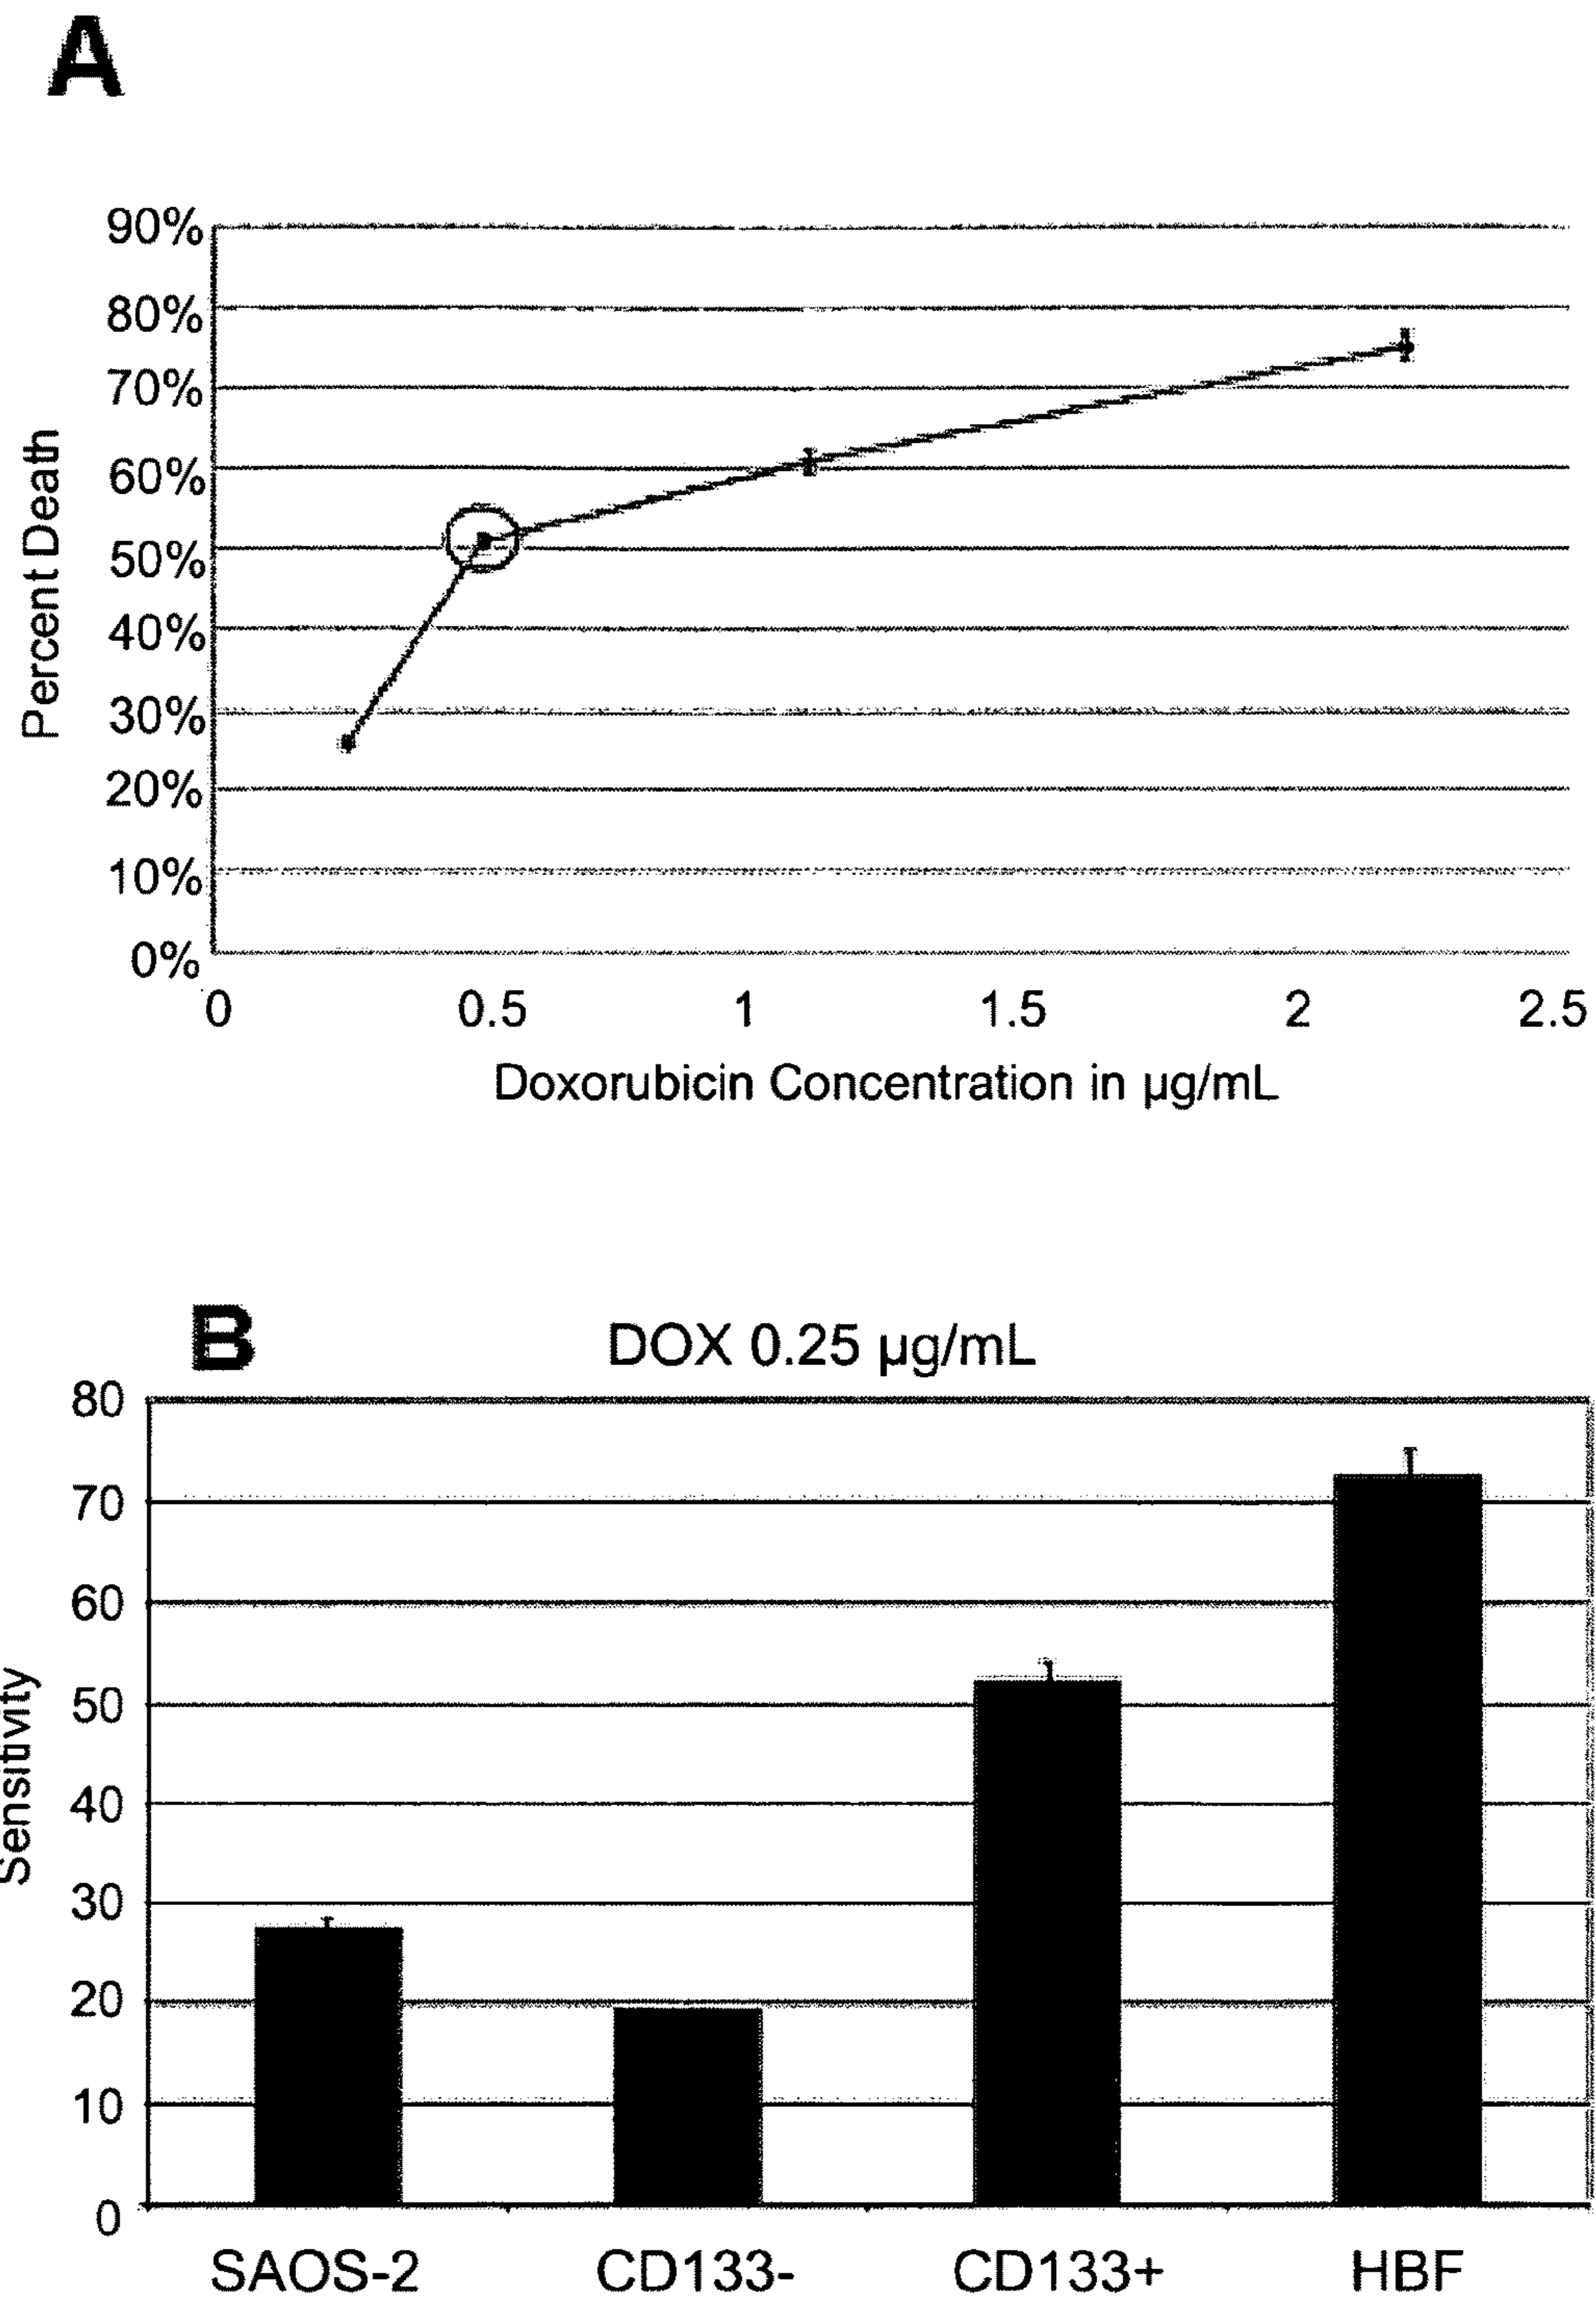 A
90%
80%
70%
60%
50%
40%
30%
20%
10%
0%
Percent Death
0 0.5 1 1.5 2 2.5
Doxorubicin Concentration in µg/mL
B
DOX 0.25 µg/mL
80
70
60
50
40
30
20
10
0
Sensitivity
SAOS-2 CD133- CD133+ HBF